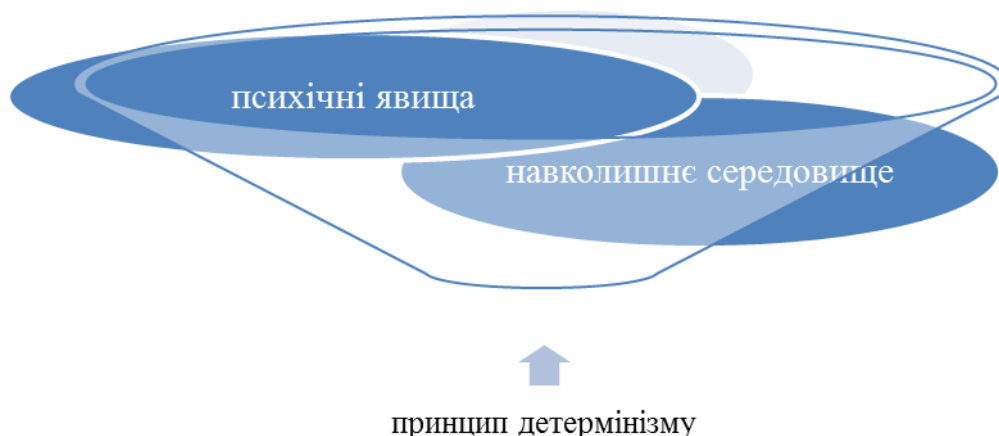 психічні явища
навколишнє середовище
принцип детермінізму